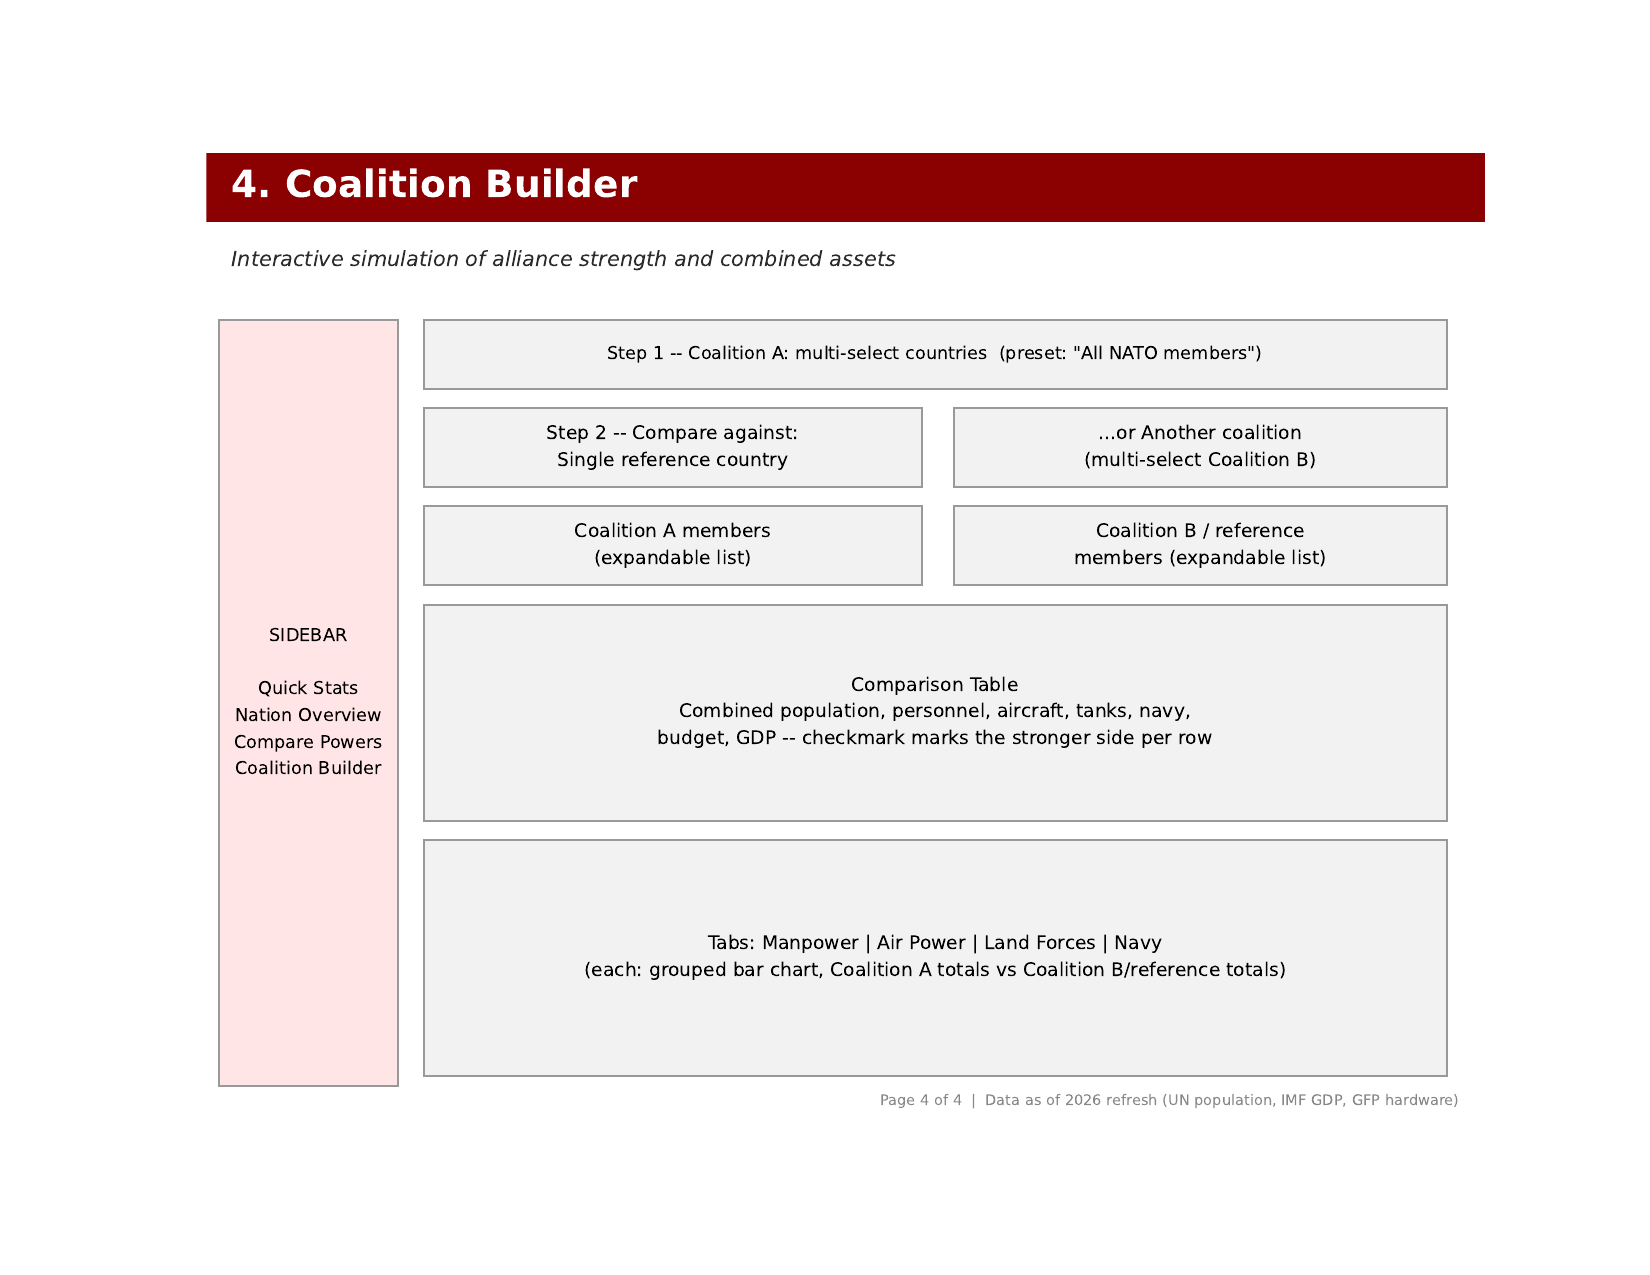 4. Coalition Builder
Interactive simulation of alliance strength and combined assets
SIDEBAR
Quick Stats
Nation Overview
Compare Powers
Coalition Builder
Step 1 -- Coalition A: multi-select countries  (preset: "All NATO members")
Step 2 -- Compare against:
Single reference country
...or Another coalition
(multi-select Coalition B)
Coalition A members
(expandable list)
Coalition B / reference
members (expandable list)
Comparison Table
Combined population, personnel, aircraft, tanks, navy,
budget, GDP -- checkmark marks the stronger side per row
Tabs: Manpower | Air Power | Land Forces | Navy
(each: grouped bar chart, Coalition A totals vs Coalition B/reference totals)
Page 4 of 4  |  Data as of 2026 refresh (UN population, IMF GDP, GFP hardware)